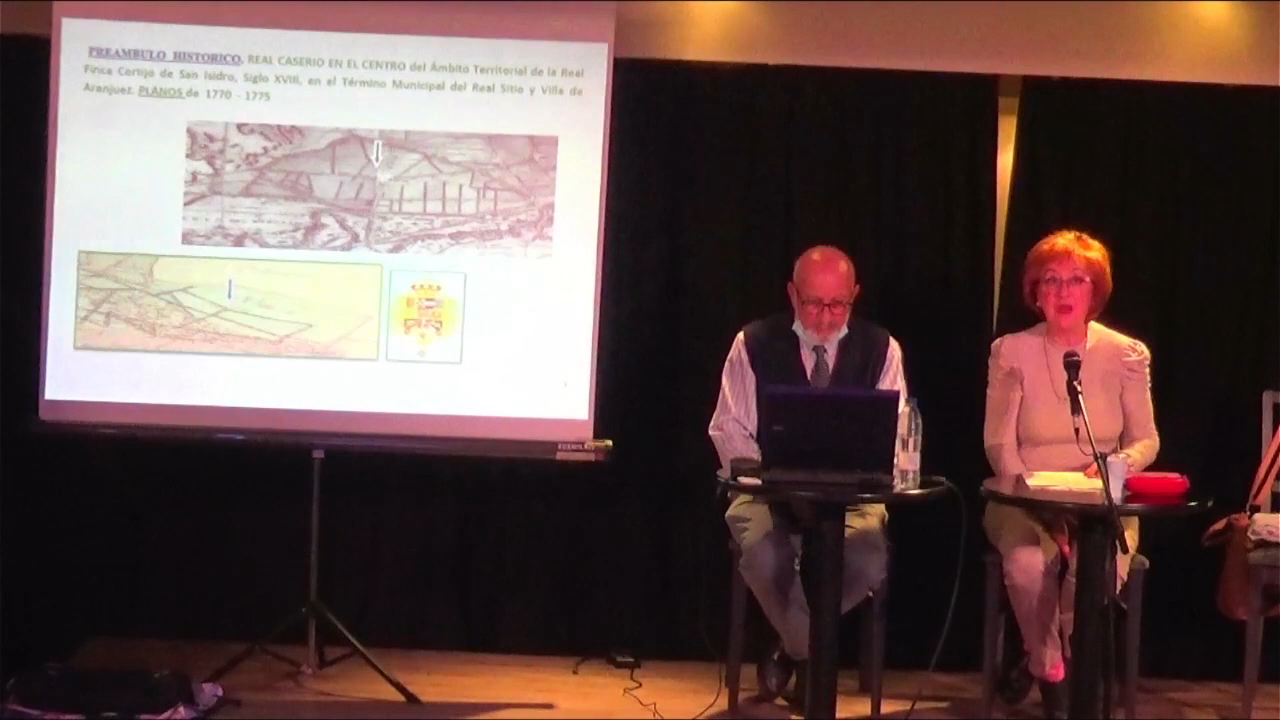 PREAMBULO HISTORICO. REAL CASERIO EN EL CENTRO del Ámbito Territorial de la Real
Finca Cortijo de San Isidro, Siglo XVIII, en el Término Municipal del Real Sitio y Villa de
Aranjuez. PLANOS de 1770 - 1775